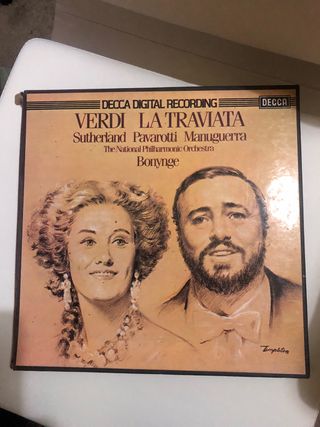 DECCA DIGITAL RECORDING
DECCA
VERDI LA TRAVIATA
Sutherland Pavarotti Manuguerra
The National Philharmonic Orchestra
Bonynge